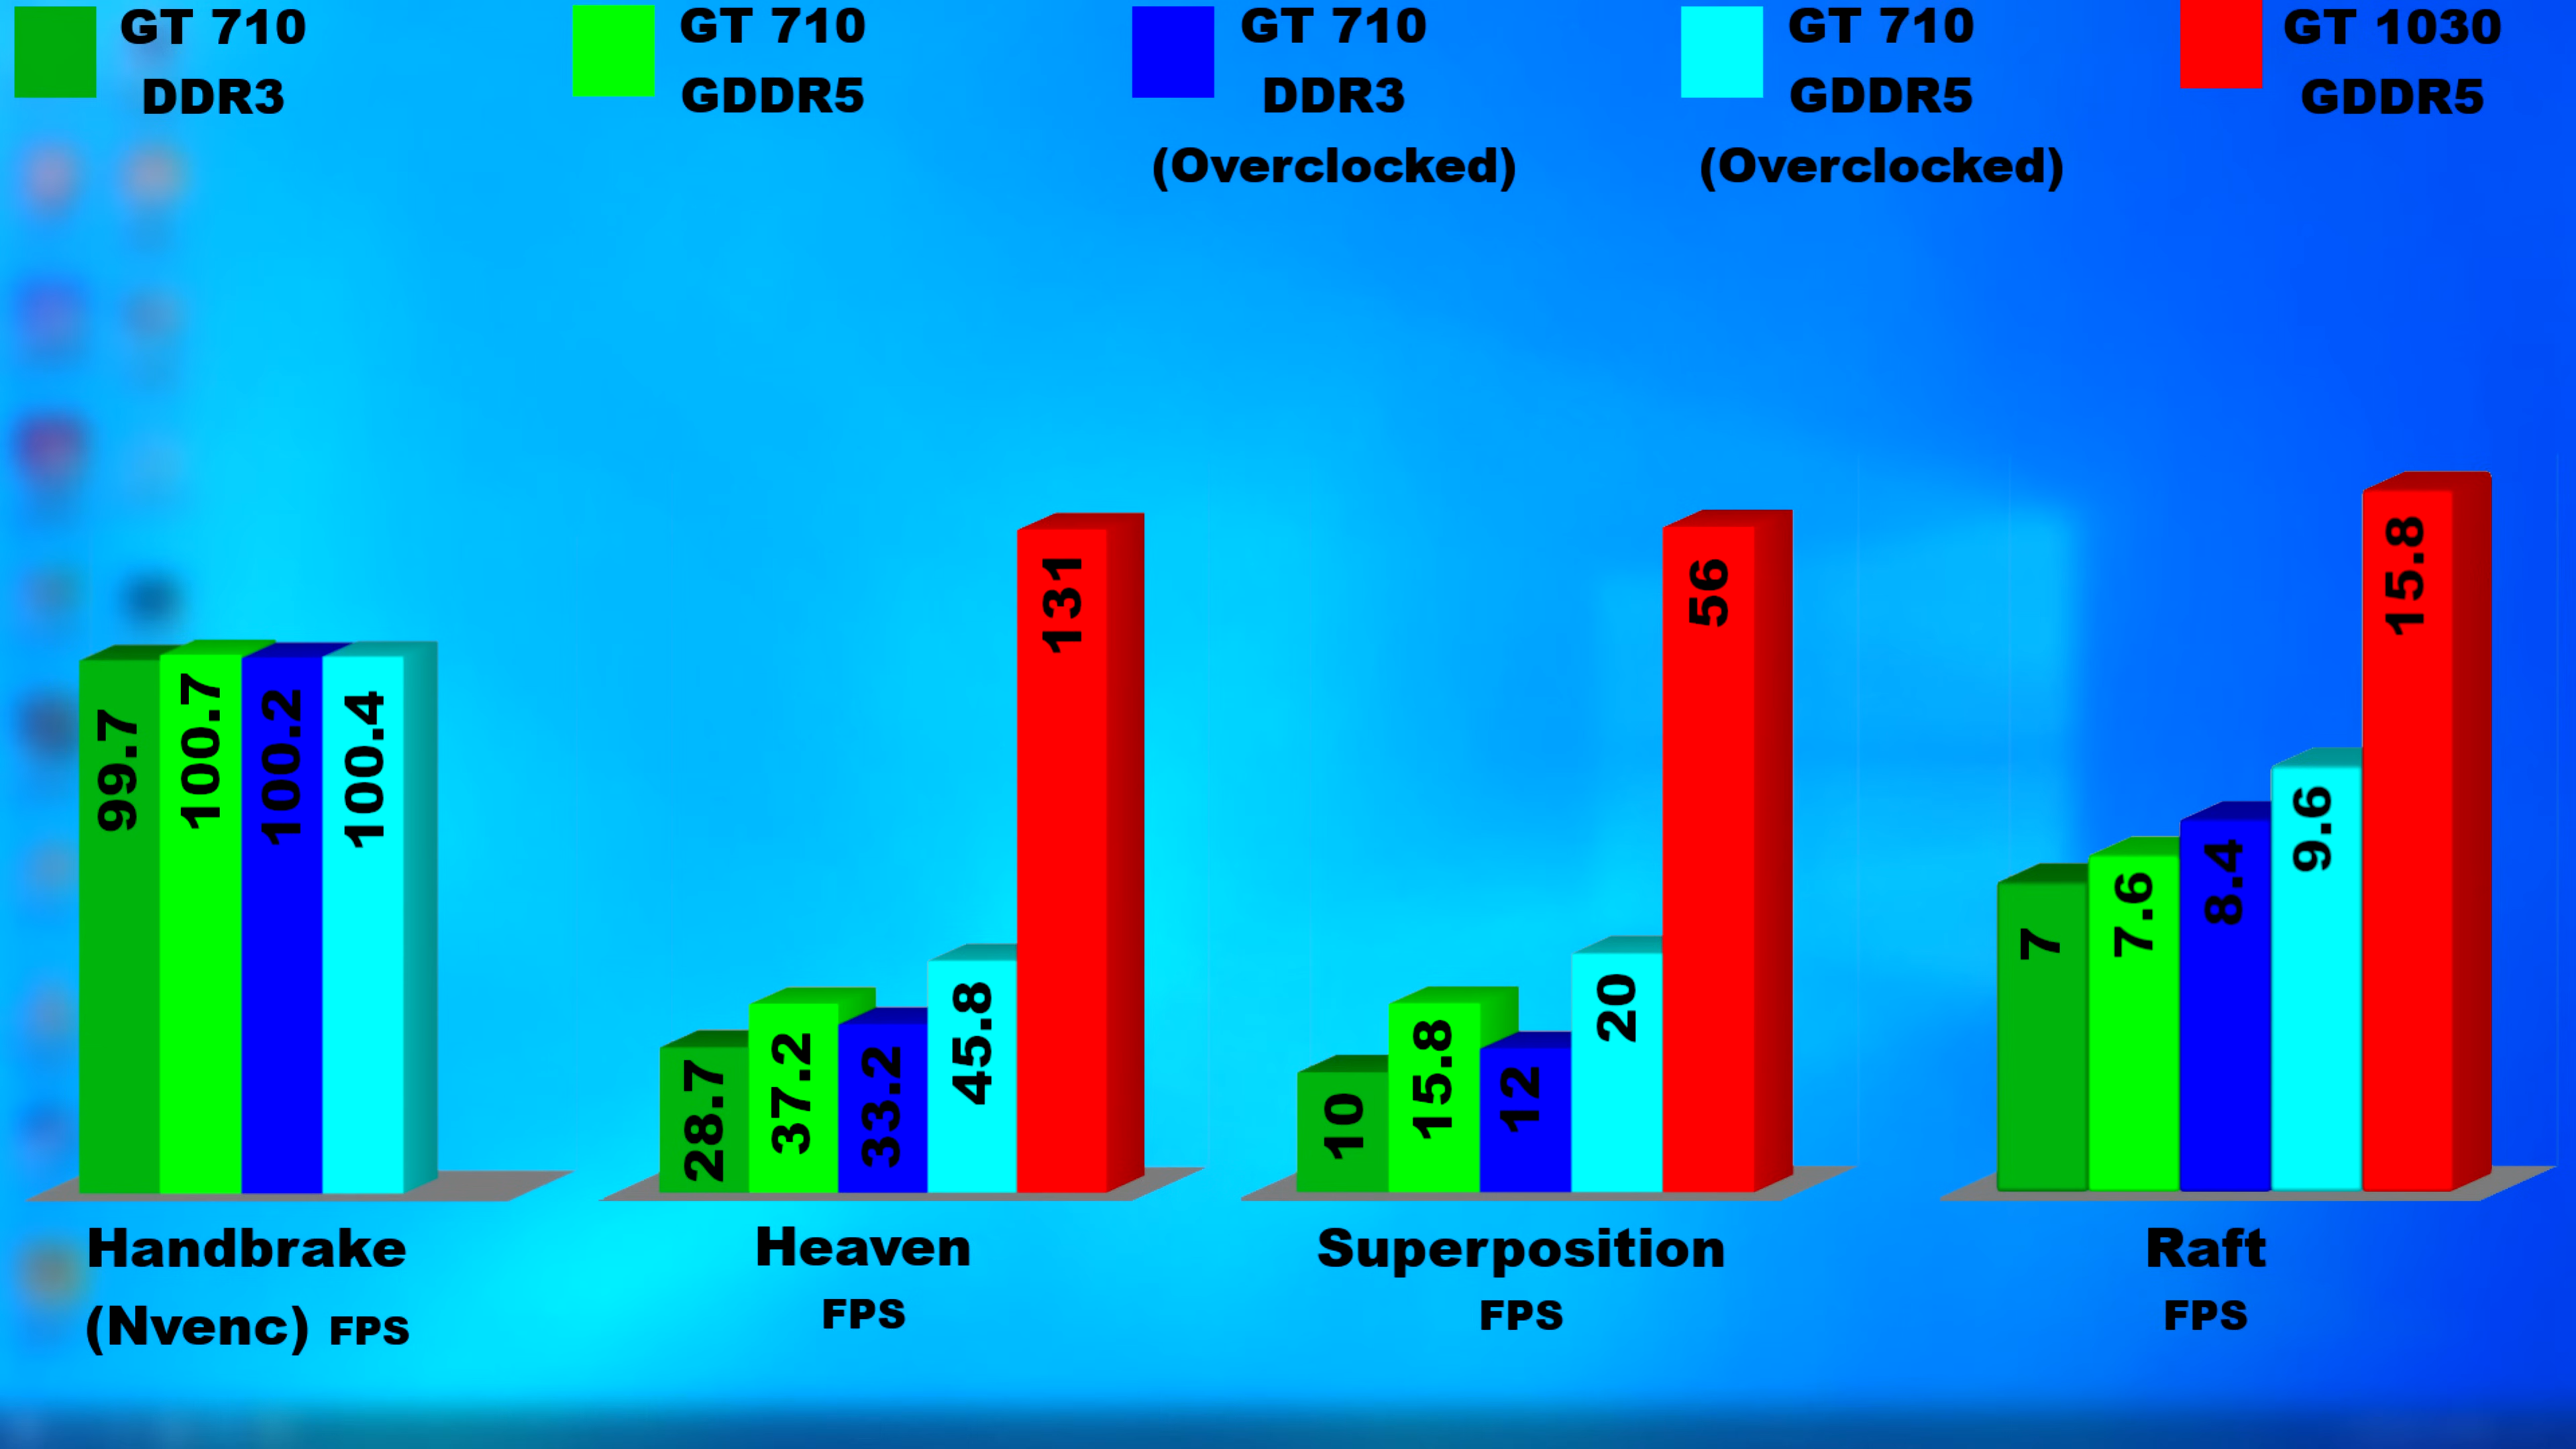 GT 710
DDR3
GT 710
GDDR5
GT 710
DDR3
(Overclocked)
GT 710
GDDR5
(Overclocked)
GT 1030
GDDR5
99.7
100.7
100.2
100.4
28.7
37.2
33.2
45.8
131
10
15.8
12
20
56
7
7.6
8.4
9.6
15.8
Handbrake
(Nvenc) FPS
Heaven
FPS
Superposition
FPS
Raft
FPS